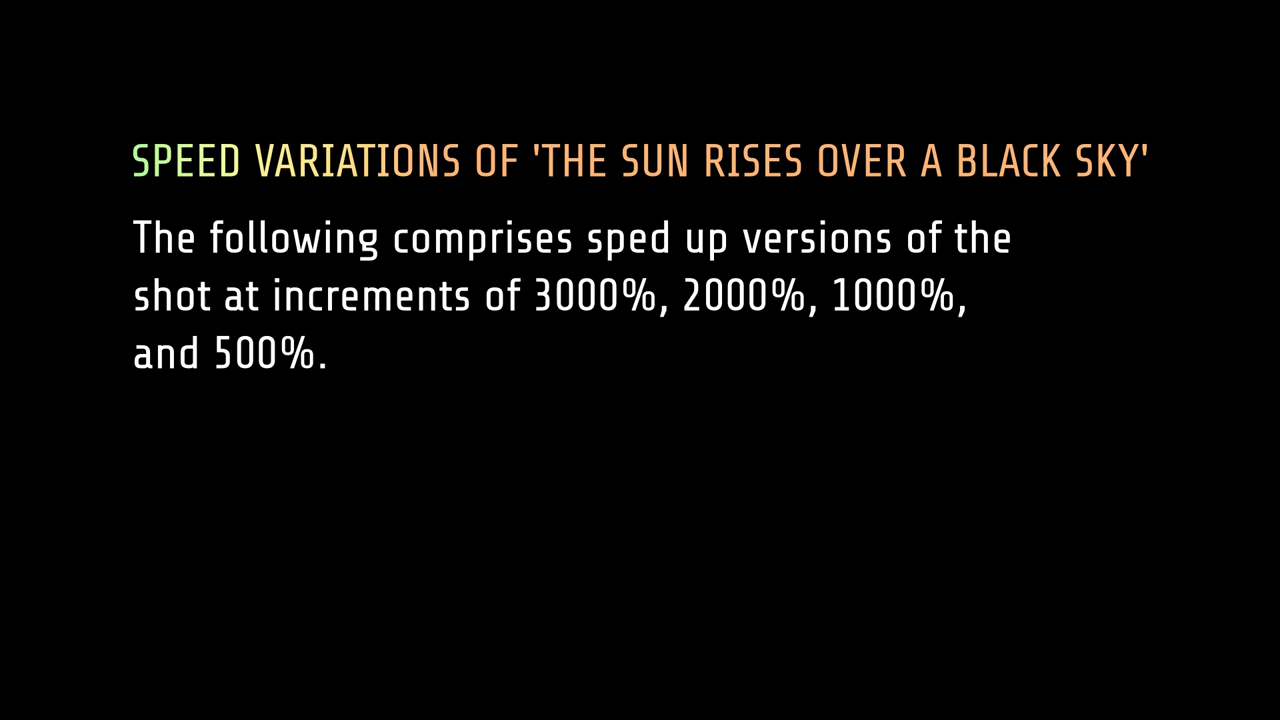 SPEED VARIATIONS OF 'THE SUN RISES OVER A BLACK SKY'
The following comprises sped up versions of the
shot at increments of 3000%, 2000%, 1000%,
and 500%.